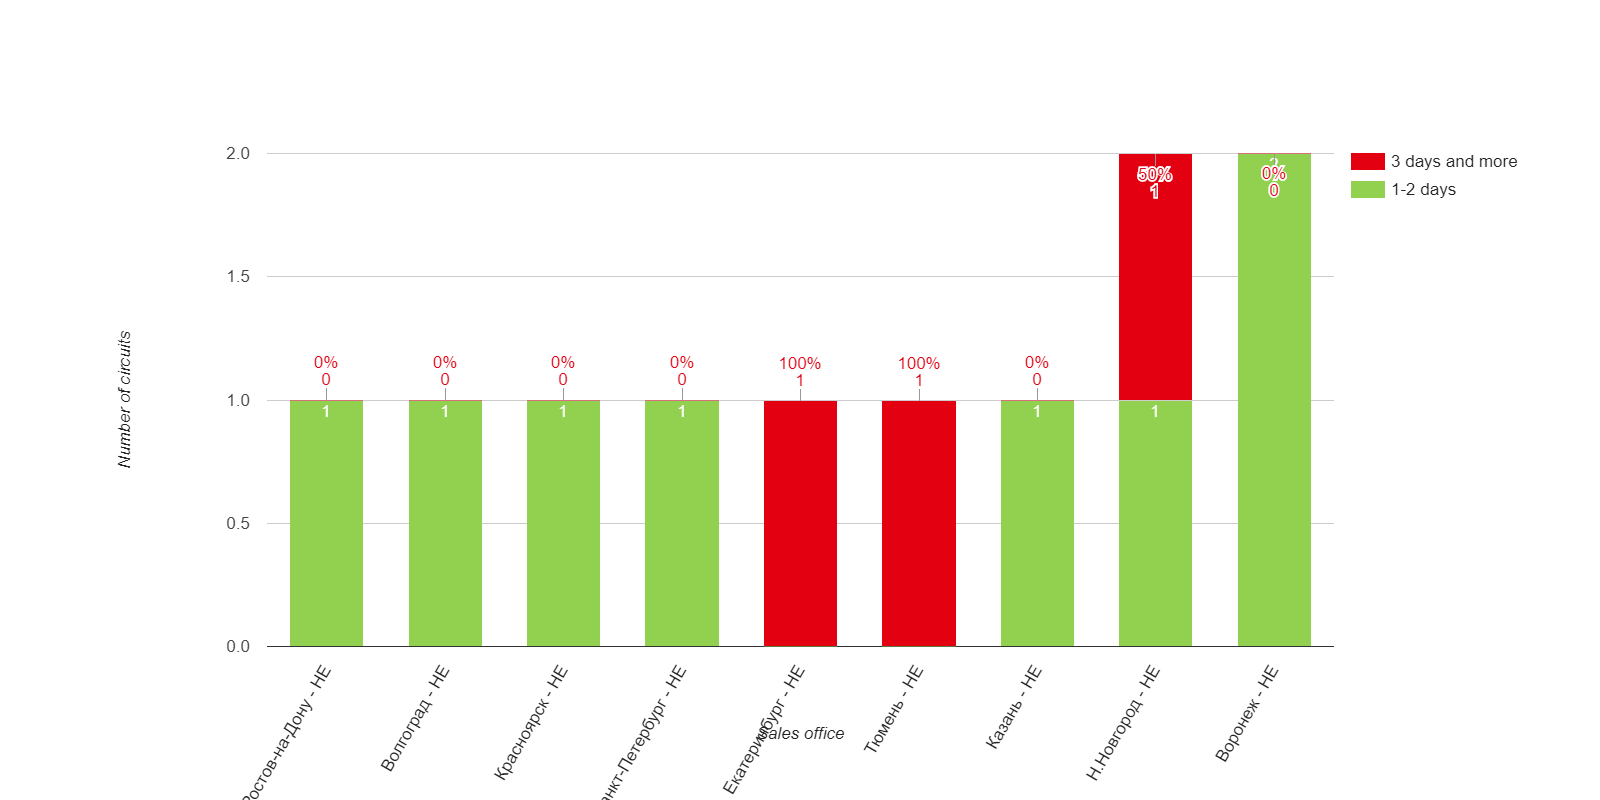 2.0
1.5
1.0
0.5
0.0
Number of circuits
0%
0
1
0%
0
1
0%
0
1
0%
0
1
100%
1
100%
1
0%
0
1
50%
1
1
2
0%
0
3 days and more
1-2 days
Ростов-на-Дону - НЕ
Волгоград - НЕ
Красноярск - НЕ
нкт-Петербург - НЕ
Екатеринбург - НЕ
Тюмень - НЕ
Казань - НЕ
Н.Новгород - НЕ
Воронеж - НЕ
Sales office